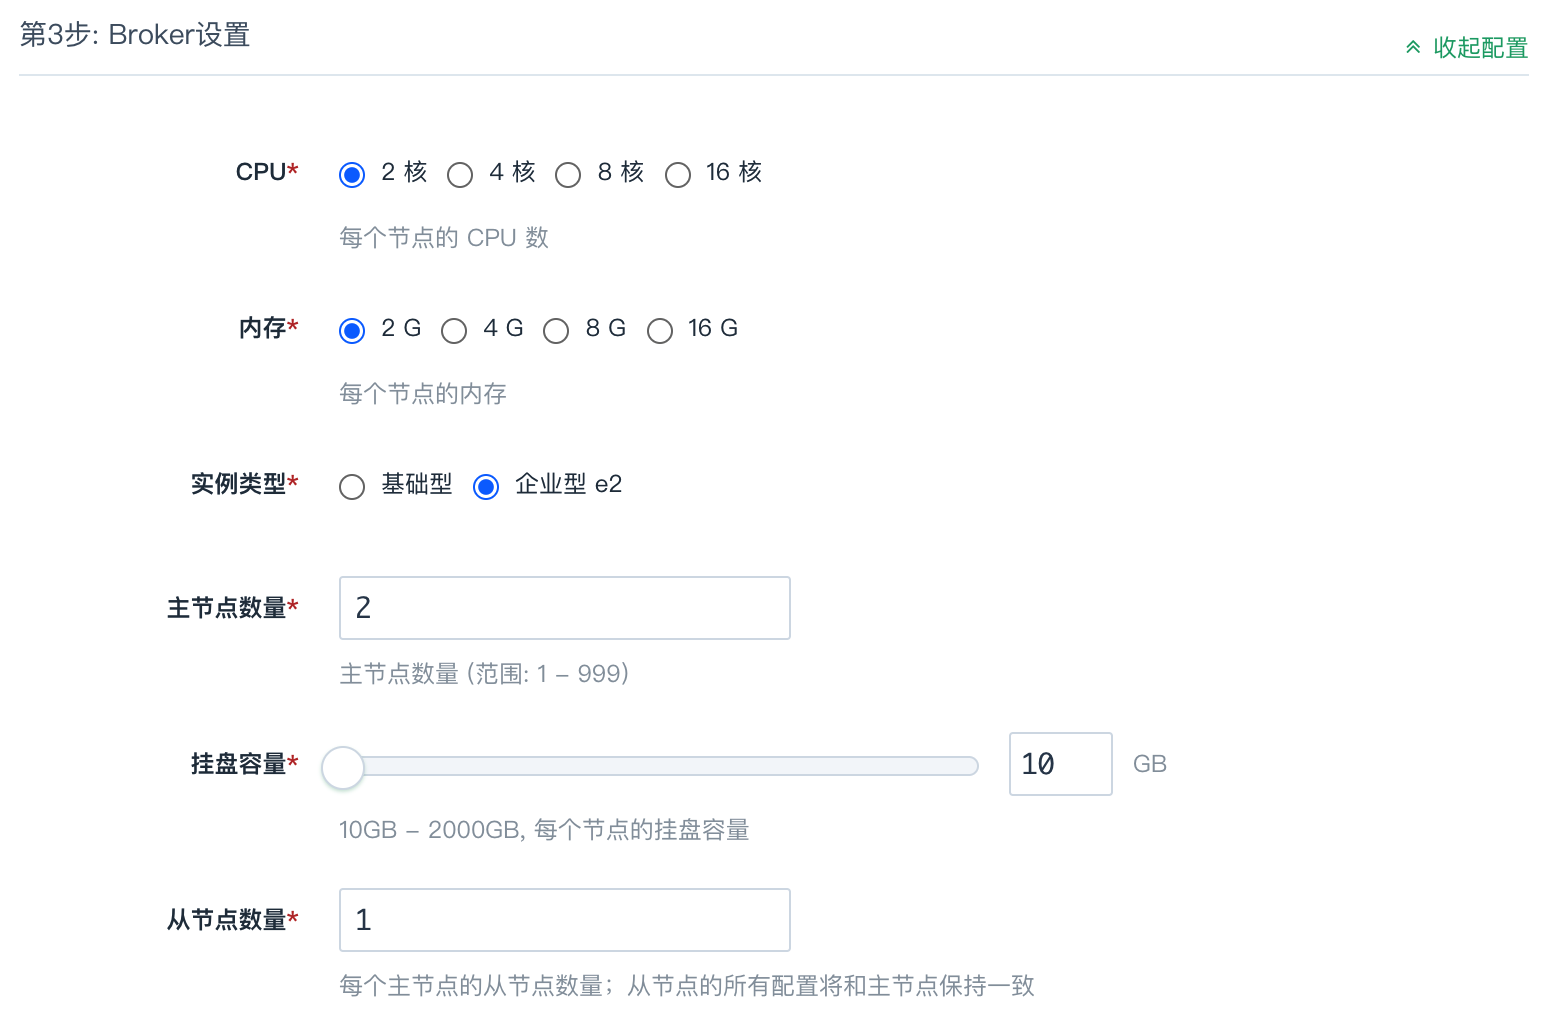 第3步: Broker设置
收起配置
CPU* 2 核 4 核 8 核 16 核
每个节点的 CPU 数
内存* 2 G 4 G 8 G 16 G
每个节点的内存
实例类型* 基础型 企业型 e2
主节点数量* 2
主节点数量 (范围: 1 – 999)
挂盘容量* 10 GB
10GB – 2000GB, 每个节点的挂盘容量
从节点数量* 1
每个主节点的从节点数量；从节点的所有配置将和主节点保持一致